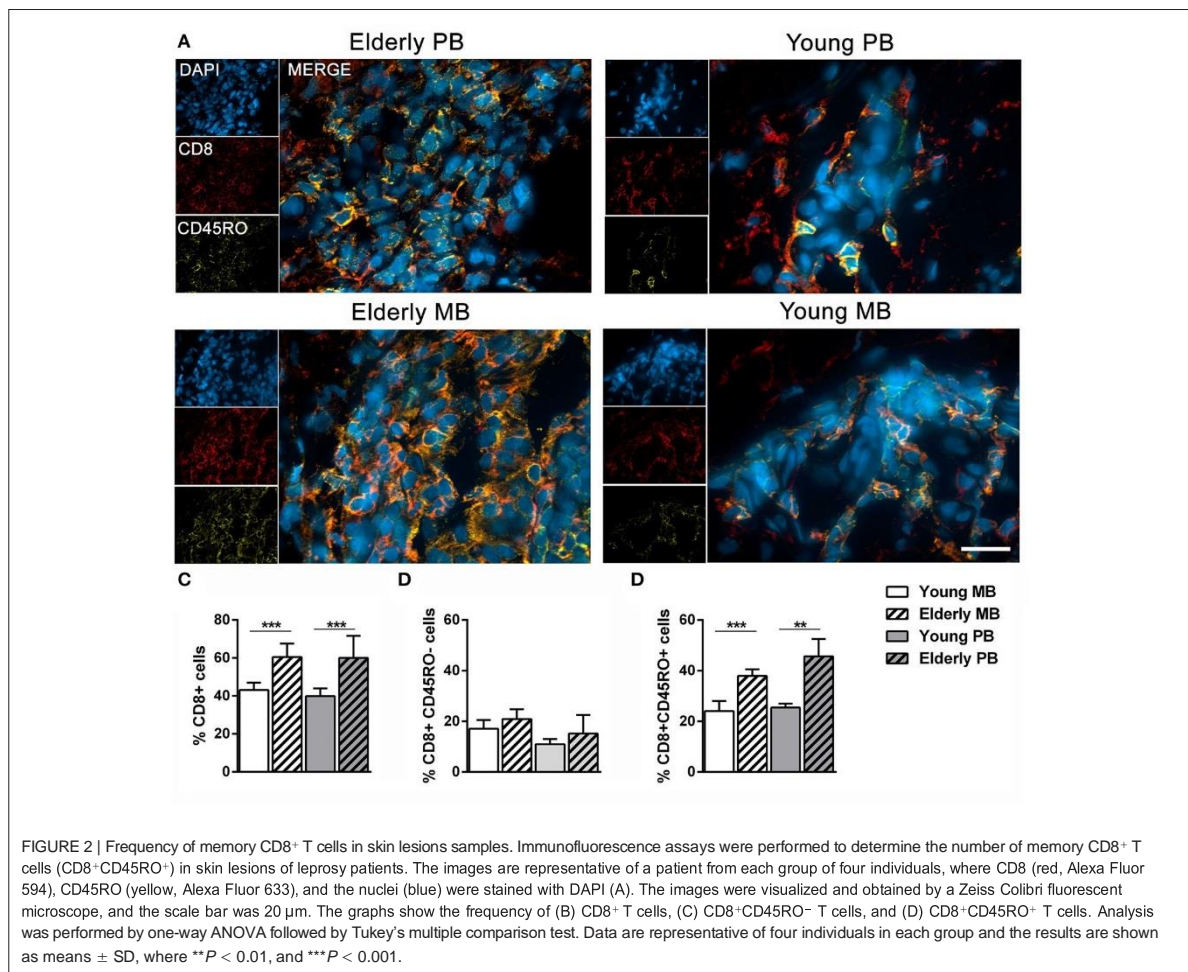 A
Elderly PB
Young PB
DAPI
MERGE
CD8
CD45RO
Elderly MB
Young MB
C
D
D
% CD8+ cells
80
60
40
20
0
***
***
% CD8+ CD45RO- cells
60
40
20
0
% CD8+CD45RO+ cells
60
40
20
0
***
**
Young MB
Elderly MB
Young PB
Elderly PB
FIGURE 2 | Frequency of memory CD8⁺ T cells in skin lesions samples. Immunofluorescence assays were performed to determine the number of memory CD8⁺ T
cells (CD8⁺CD45RO⁺) in skin lesions of leprosy patients. The images are representative of a patient from each group of four individuals, where CD8 (red, Alexa Fluor
594), CD45RO (yellow, Alexa Fluor 633), and the nuclei (blue) were stained with DAPI (A). The images were visualized and obtained by a Zeiss Colibri fluorescent
microscope, and the scale bar was 20 μm. The graphs show the frequency of (B) CD8⁺ T cells, (C) CD8⁺CD45RO⁻ T cells, and (D) CD8⁺CD45RO⁺ T cells. Analysis
was performed by one-way ANOVA followed by Tukey's multiple comparison test. Data are representative of four individuals in each group and the results are shown
as means ± SD, where **P < 0.01, and ***P < 0.001.